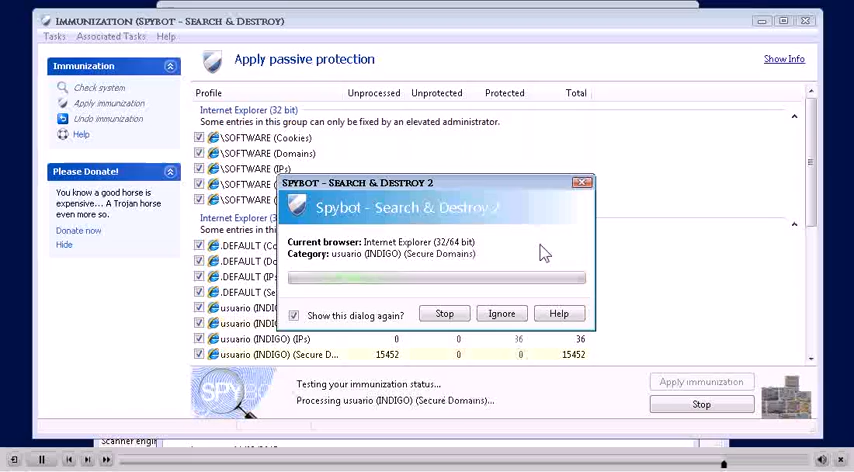 IMMUNIZATION (SPYBOT - SEARCH & DESTROY)
Tasks Associated Tasks Help
Immunization
Check system
Apply immunization
Undo immunization
Help
Please Donate!
You know a good horse is
expensive... A Trojan horse
even more so.
Donate now
Hide
Apply passive protection
Show Info
Profile Unprocessed Unprotected Protected Total
Internet Explorer (32 bit)
Some entries in this group can only be fixed by an elevated administrator.
\SOFTWARE (Cookies)
\SOFTWARE (Domains)
\SOFTWARE (IPs)
\SOFTWARE
\SOFTWARE
Internet Explorer (3
Some entries in this
.DEFAULT (Co
.DEFAULT (Do
.DEFAULT (IPs
.DEFAULT (Se
usuario (INDIG
usuario (INDIG
usuario (INDIGO) (IPs) 0 0 36 36
usuario (INDIGO) (Secure D... 15452 0 0 15452
SPYBOT - SEARCH & DESTROY 2
Spybot - Search & Destroy 2
Current browser: Internet Explorer (32/64 bit)
Category: usuario (INDIGO) (Secure Domains)
Show this dialog again? Stop Ignore Help
SPYBO
Testing your immunization status...
Processing usuario (INDIGO) (Secure Domains)...
Apply immunization
Stop
Scanner engin